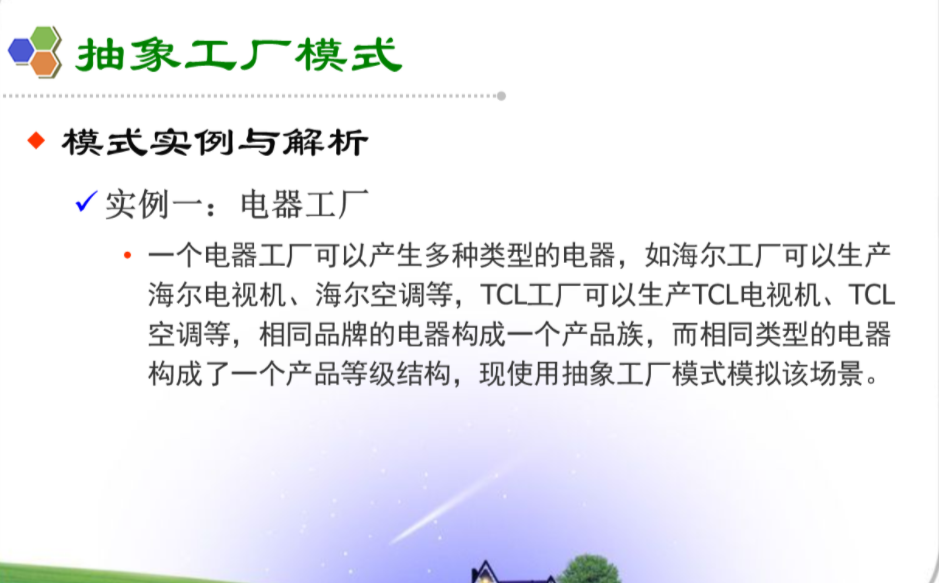 抽象工厂模式
模式实例与解析
实例一：电器工厂
一个电器工厂可以产生多种类型的电器，如海尔工厂可以生产
海尔电视机、海尔空调等，TCL工厂可以生产TCL电视机、TCL
空调等，相同品牌的电器构成一个产品族，而相同类型的电器
构成了一个产品等级结构，现使用抽象工厂模式模拟该场景。